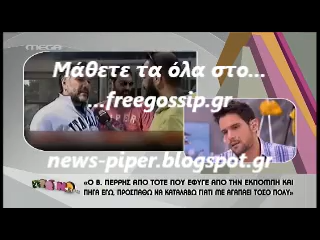 MEGA
Μάθετε τα όλα στο...
...freegossip.gr
news-piper.blogspot.gr
«Ο Β. ΠΕΡΡΗΣ ΑΠΟ ΤΟΤΕ ΠΟΥ ΕΦΥΓΕ ΑΠΟ ΤΗΝ ΕΚΠΟΜΠΗ ΚΑΙ
ΠΗΓΑ ΕΓΩ, ΠΡΟΣΠΑΘΩ ΝΑ ΚΑΤΑΛΑΒΩ ΓΙΑΤΙ ΜΕ ΑΓΑΠΑΕΙ ΤΟΣΟ ΠΟΛΥ»